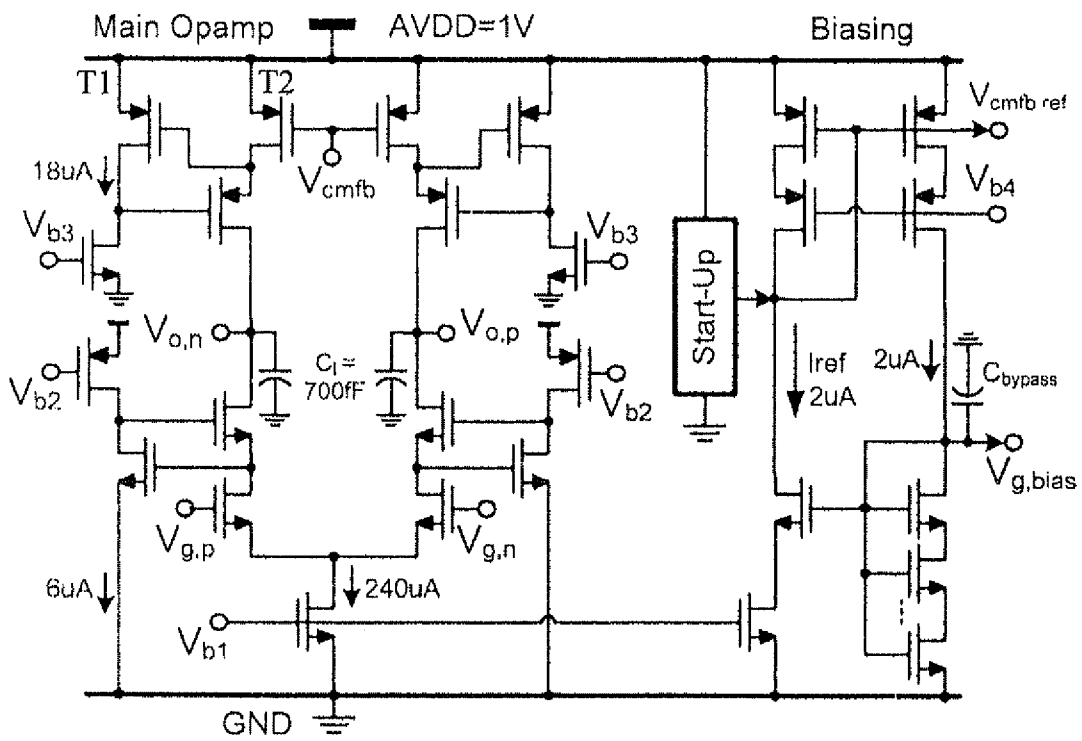 Main Opamp AVDD=1V Biasing
T1 T2
Vcmfb ref
Vcmfb
18uA
Vb4
Vb3 Vb3
Start-Up
Vo,n Vo,p
Cl = 700fF
Iref 2uA
2uA
Cbypass
Vb2 Vb2
Vg,bias
Vg,p Vg,n
6uA 240uA
Vb1
GND